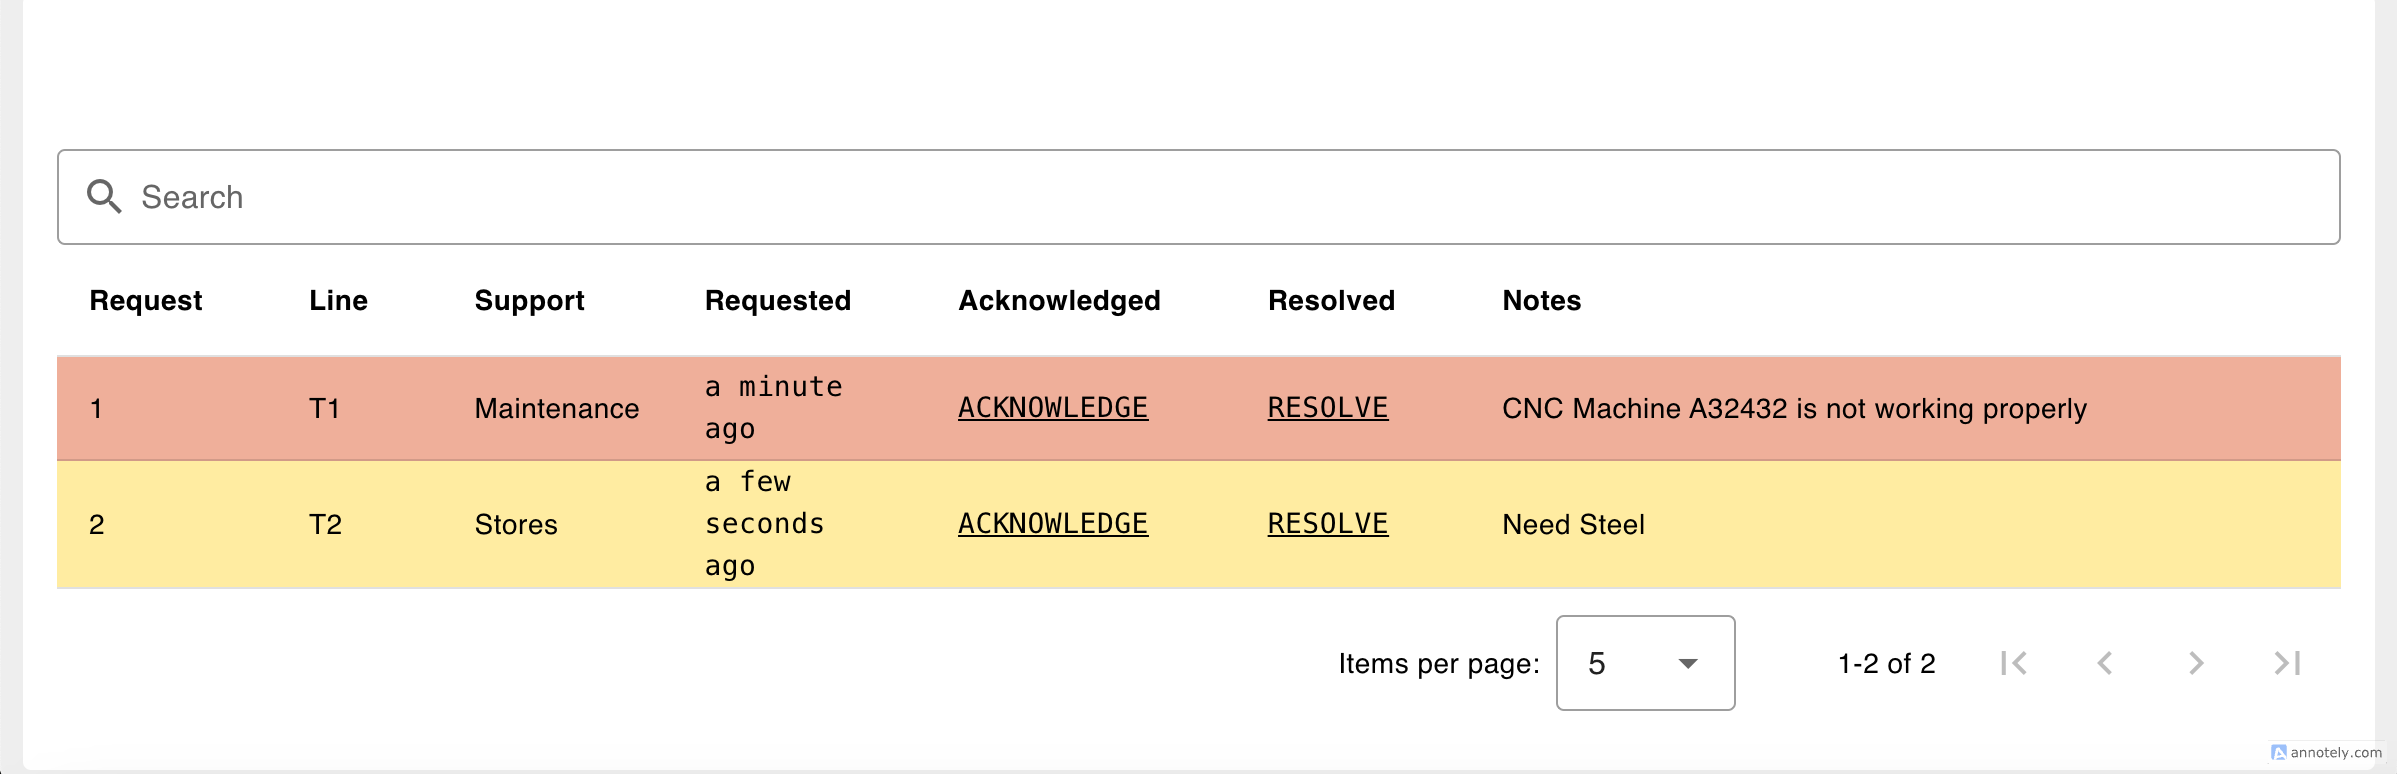 Search
Request Line Support Requested Acknowledged Resolved Notes
1 T1 Maintenance a minute ago ACKNOWLEDGE RESOLVE CNC Machine A32432 is not working properly
2 T2 Stores a few seconds ago ACKNOWLEDGE RESOLVE Need Steel
Items per page: 5 1-2 of 2
annotely.com